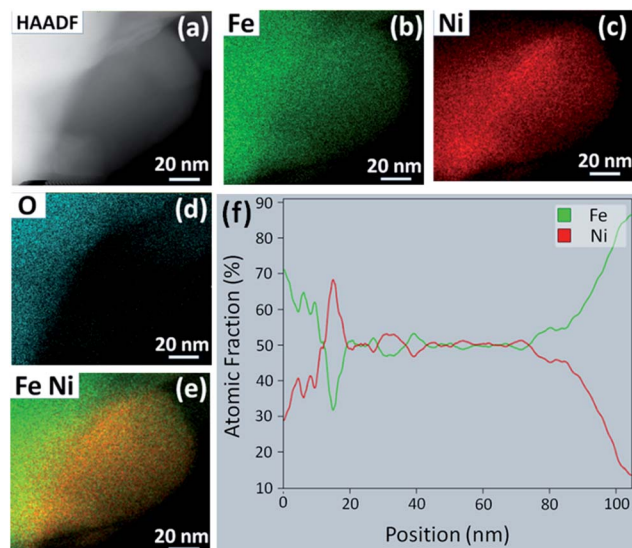 HAADF
(a)
20 nm
Fe
(b)
20 nm
Ni
(c)
20 nm
O
(d)
20 nm
Fe Ni
(e)
20 nm
(f)
Fe
Ni
90
80
70
60
50
40
30
20
10
Atomic Fraction (%)
0
20
40
60
80
100
Position (nm)